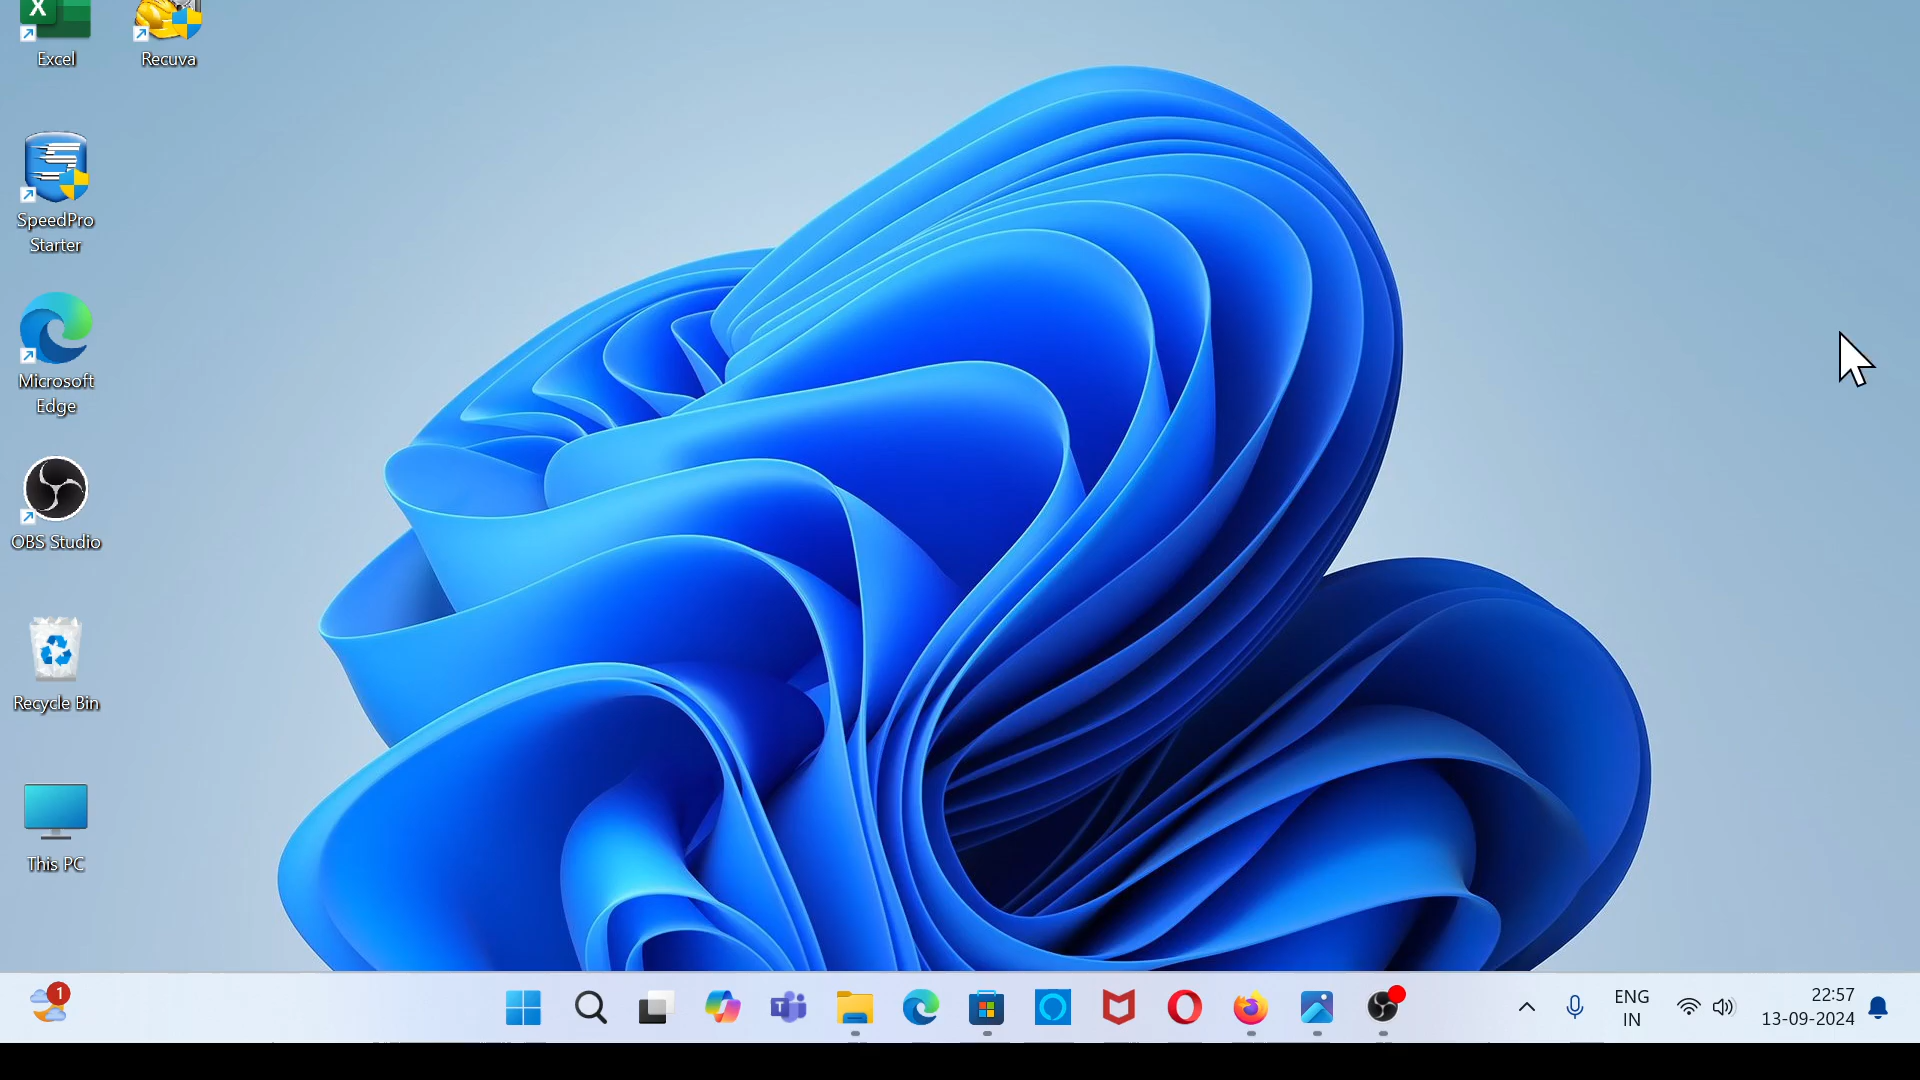 X
Excel
Recuva
SpeedPro
Starter
Microsoft
Edge
OBS Studio
Recycle Bin
This PC
1
T
ENG
IN
22:57
13-09-2024